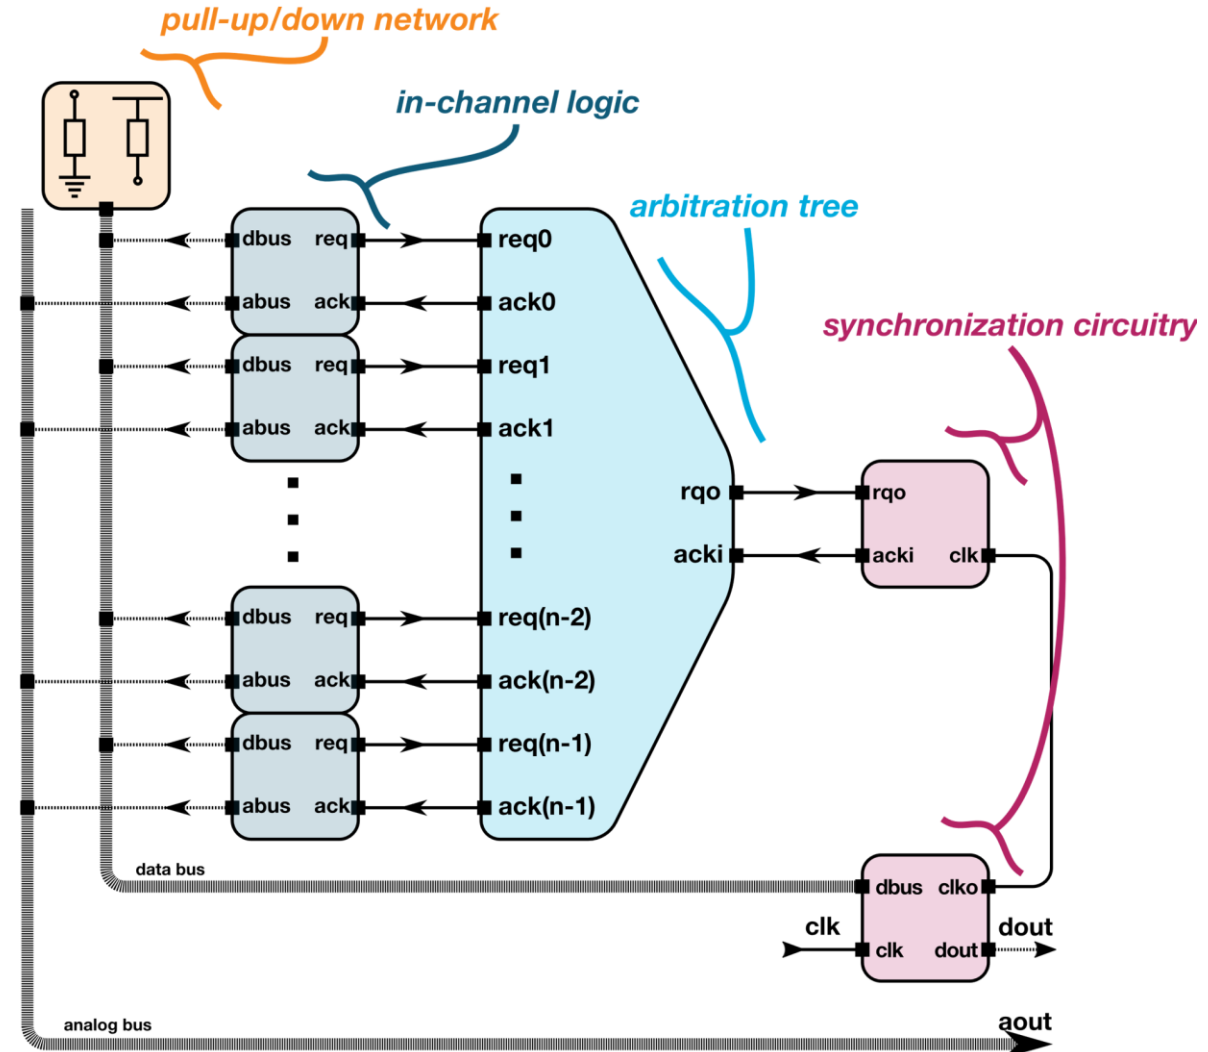 pull-up/down network
in-channel logic
arbitration tree
synchronization circuitry
dbus req
req0
abus ack
ack0
dbus req
req1
abus ack
ack1
rqo
rqo
acki
acki clk
dbus req
req(n-2)
abus ack
ack(n-2)
dbus req
req(n-1)
abus ack
ack(n-1)
data bus
dbus clko
clk
dout
clk dout
analog bus
aout